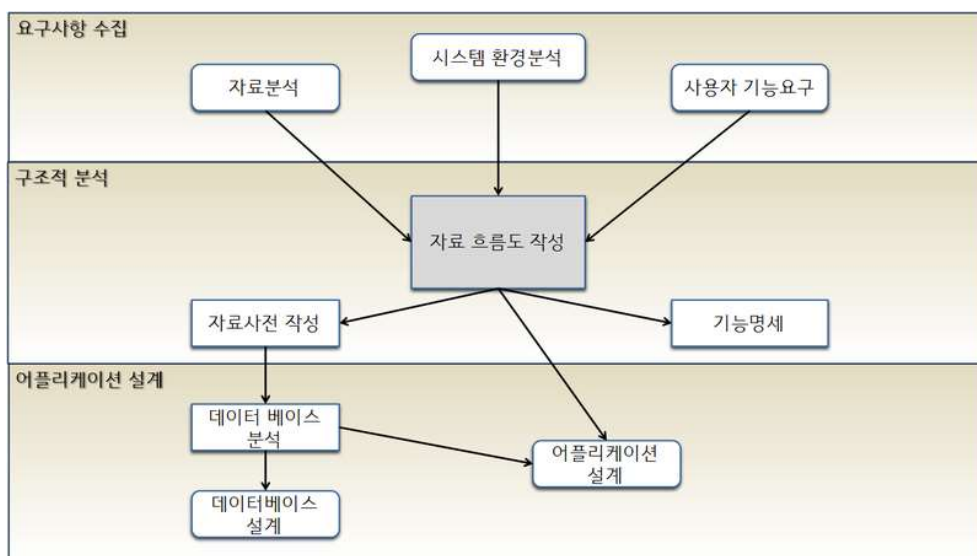 요구사항 수집
시스템 환경분석
자료분석
사용자 기능요구
구조적 분석
자료 흐름도 작성
자료사전 작성
기능명세
어플리케이션 설계
데이터 베이스
분석
어플리케이션
설계
데이터베이스
설계